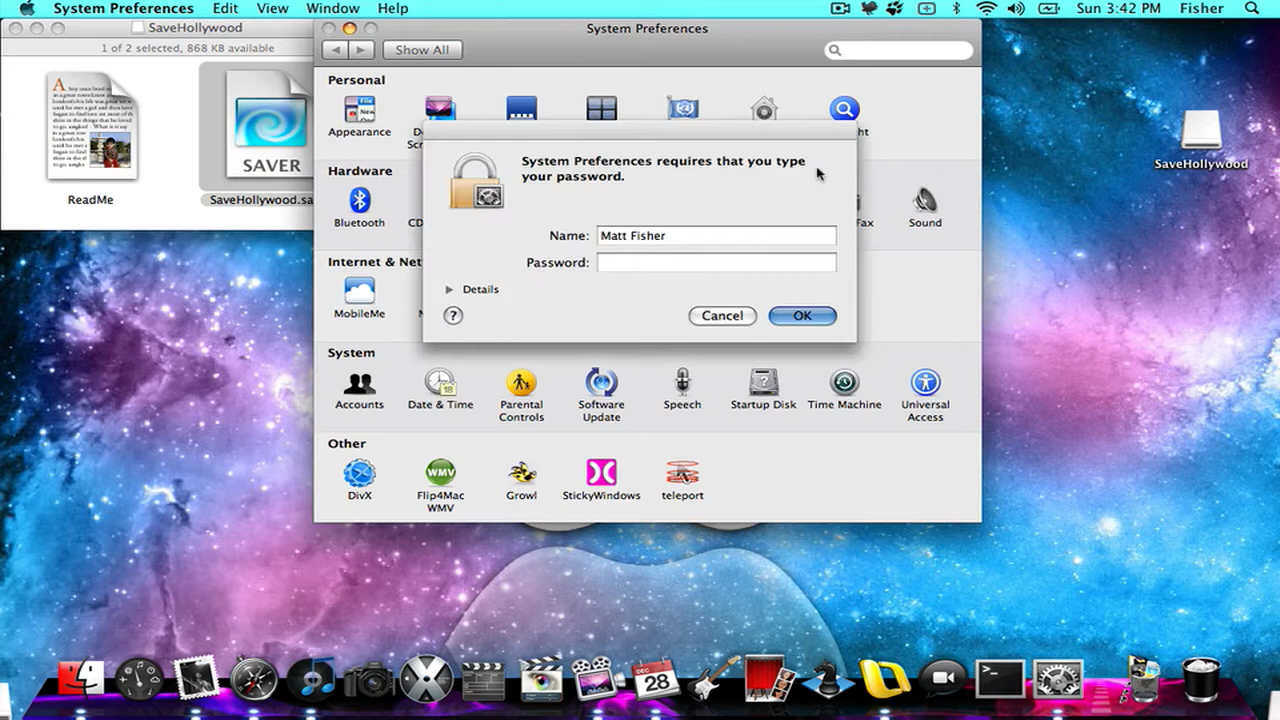 System Preferences Edit View Window Help Sun 3:42 PM Fisher
SaveHollywood
1 of 2 selected, 868 KB available
SAVER
ReadMe
SaveHollywood.sa
System Preferences
Show All
Personal
Appearance
Hardware
Bluetooth
CD
Fax
Sound
Internet & Net
MobileMe
System
Accounts
Date & Time
Parental
Controls
Software
Update
Speech
Startup Disk
Time Machine
Universal
Access
Other
DivX
WMV
Flip4Mac
WMV
Growl
StickyWindows
teleport
System Preferences requires that you type
your password.
Name: Matt Fisher
Password:
Details
?
Cancel
OK
SaveHollywood
DEC
28